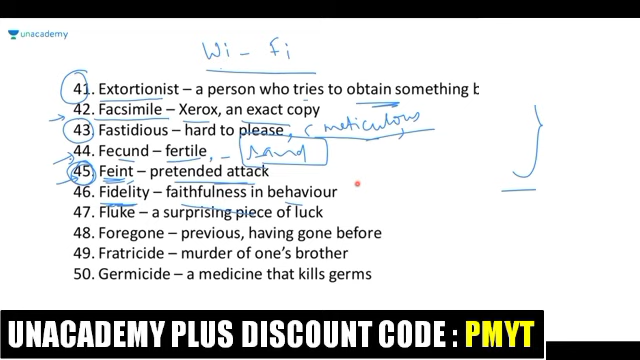 unacademy
Wi - Fi
41. Extortionist – a person who tries to obtain something b
42. Facsimile – Xerox, an exact copy
43. Fastidious – hard to please, meticulous
44. Fecund – fertile, -
45. Feint – pretended attack
46. Fidelity – faithfulness in behaviour
47. Fluke – a surprising piece of luck
48. Foregone – previous, having gone before
49. Fratricide – murder of one's brother
50. Germicide – a medicine that kills germs
UNACADEMY PLUS DISCOUNT CODE : PMYT